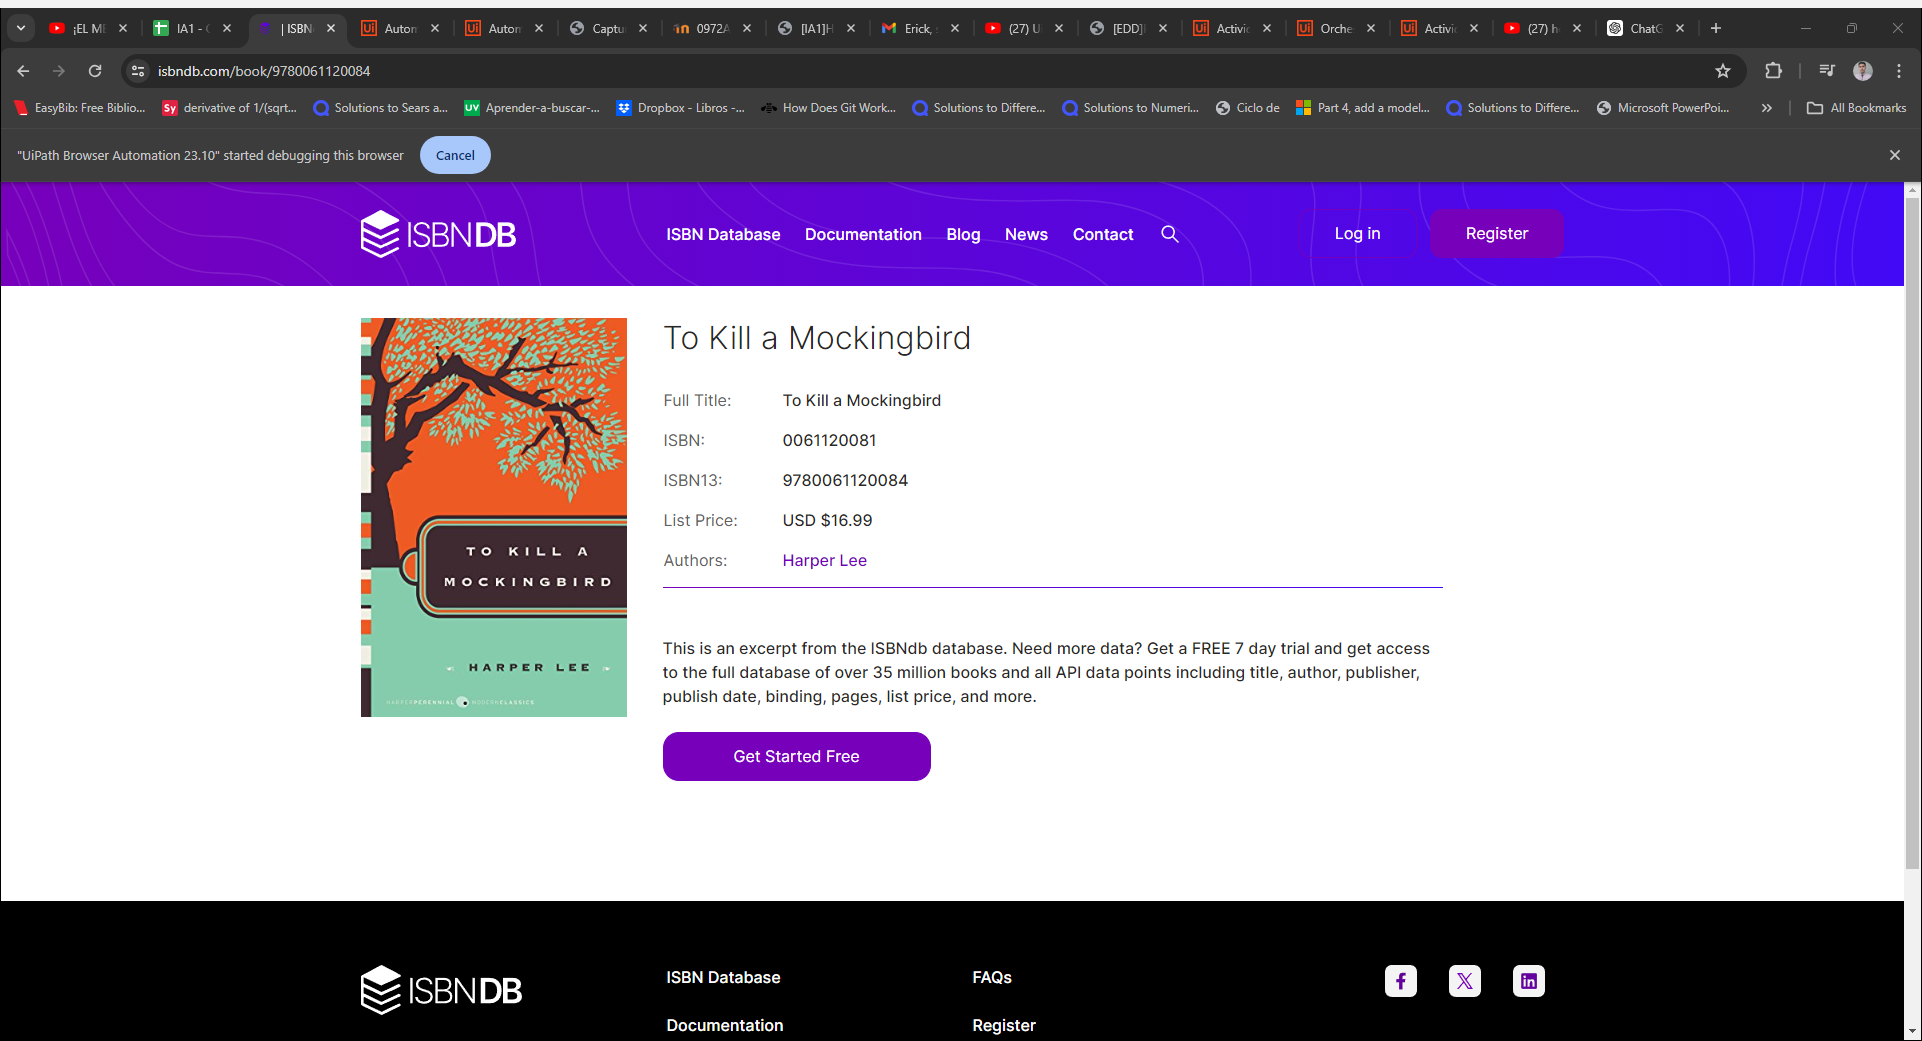 ¡EL ME
IA1 - C
| ISBN
Autom
Autom
Captu
0972A
[IA1]H
Erick, s
(27) U
[EDD]
Activid
Orche
Activid
(27) h
ChatG
isbndb.com/book/9780061120084
EasyBib: Free Biblio...
derivative of 1/(sqrt...
Solutions to Sears a...
Aprender-a-buscar-...
Dropbox - Libros -...
How Does Git Work...
Solutions to Differe...
Solutions to Numeri...
Ciclo de
Part 4, add a model...
Solutions to Differe...
Microsoft PowerPoi...
All Bookmarks
"UiPath Browser Automation 23.10" started debugging this browser
Cancel
ISBNDB
ISBN Database
Documentation
Blog
News
Contact
Log in
Register
TO KILL A
MOCKINGBIRD
HARPER LEE
HARPERPERENNIAL MODERNCLASSICS
To Kill a Mockingbird
Full Title: To Kill a Mockingbird
ISBN: 0061120081
ISBN13: 9780061120084
List Price: USD $16.99
Authors: Harper Lee
This is an excerpt from the ISBNdb database. Need more data? Get a FREE 7 day trial and get access
to the full database of over 35 million books and all API data points including title, author, publisher,
publish date, binding, pages, list price, and more.
Get Started Free
ISBNDB
ISBN Database
FAQs
Documentation
Register